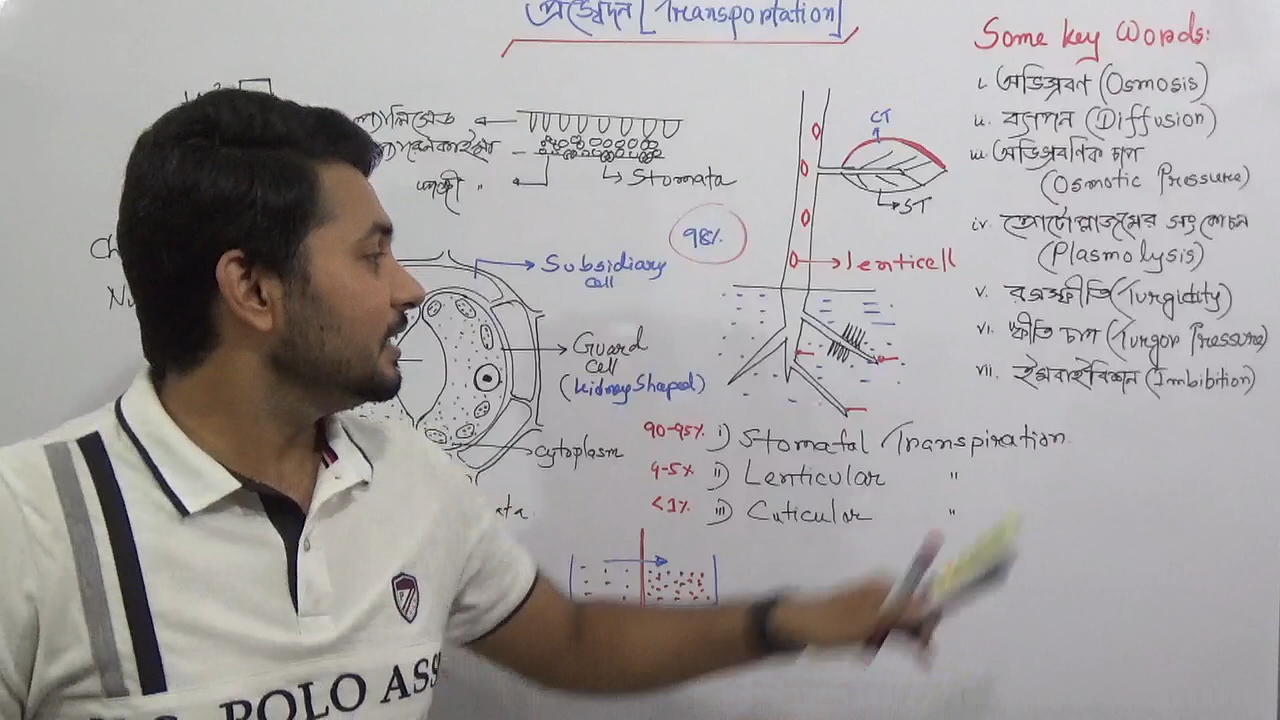 প্রস্বেদন [Transportation]
Some key Words:
i. অভিস্রবণ (Osmosis)
ii. ব্যাপন (Diffusion)
iii. অভিস্রবণিক চাপ
(Osmotic Pressure)
iv. প্রোটোপ্লাজমের সংকোচন
(Plasmolysis)
v. রসস্ফীতি (Turgidity)
vi. স্ফীতি চাপ (Turgor Pressure)
vii. ইমবাইবিশন (Imbibition)
Stomata
CT
ST
98%
lenticell
Subsidiary
cell
Guard
cell
(kidney Shaped)
cytoplasm
90-95% i) Stomatal Transpiration
4-5% ii) Lenticular "
<1% iii) Cuticular "
U.S. POLO ASS